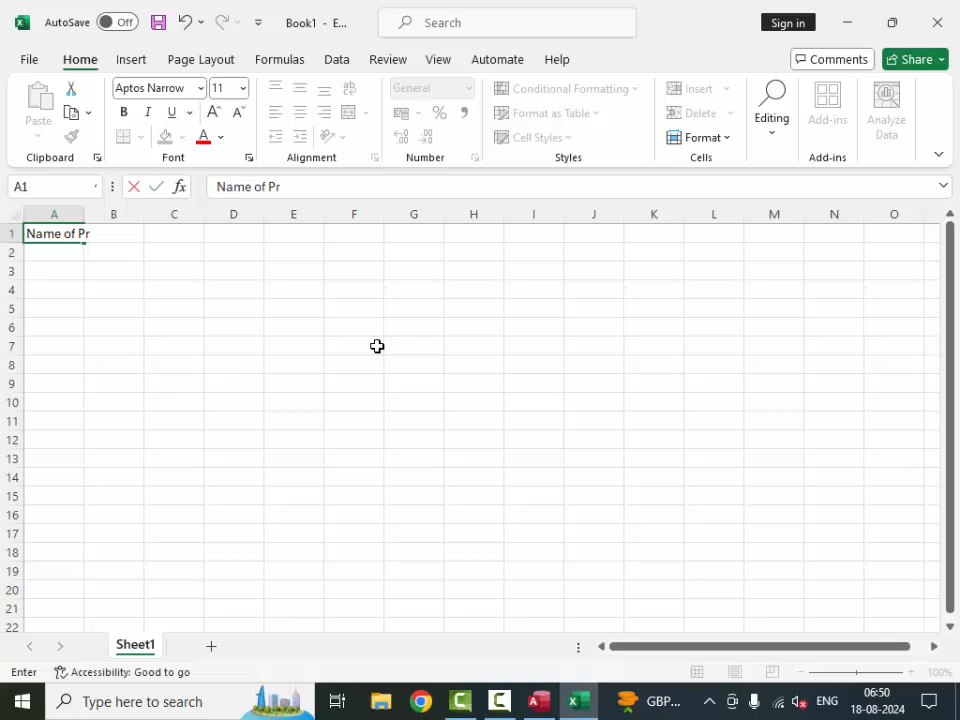 AutoSave Off Book1 - E... Search Sign in
File Home Insert Page Layout Formulas Data Review View Automate Help Comments Share
Paste Aptos Narrow 11 B I U A A A General % 9 Conditional Formatting Format as Table Cell Styles Insert Delete Format Editing Add-ins Analyze Data
Clipboard Font Alignment Number Styles Cells Add-ins
A1 fx Name of Pr
A B C D E F G H I J K L M N O
1 Name of Pr
2
3
4
5
6
7
8
9
10
11
12
13
14
15
16
17
18
19
20
21
22
Sheet1 +
Enter Accessibility: Good to go 100%
Type here to search GBP... ENG 06:50
18-08-2024